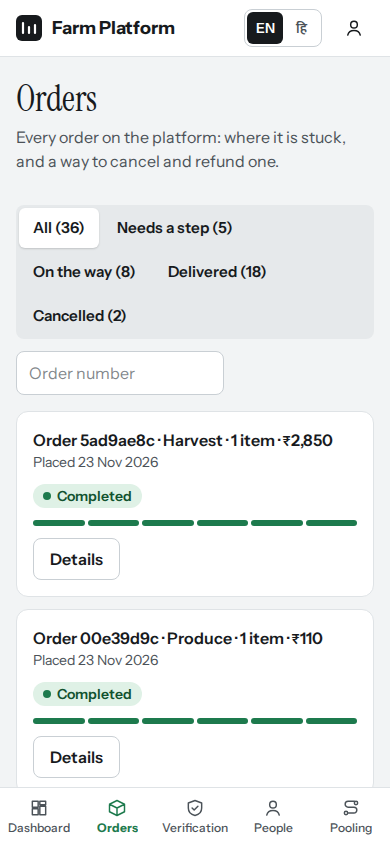 Farm Platform
EN
हि
Orders
Every order on the platform: where it is stuck,
and a way to cancel and refund one.
All (36)
Needs a step (5)
On the way (8)
Delivered (18)
Cancelled (2)
Order number
Order 5ad9ae8c · Harvest · 1 item · ₹2,850
Placed 23 Nov 2026
Completed
Details
Order 00e39d9c · Produce · 1 item · ₹110
Placed 23 Nov 2026
Completed
Details
Dashboard
Orders
Verification
People
Pooling